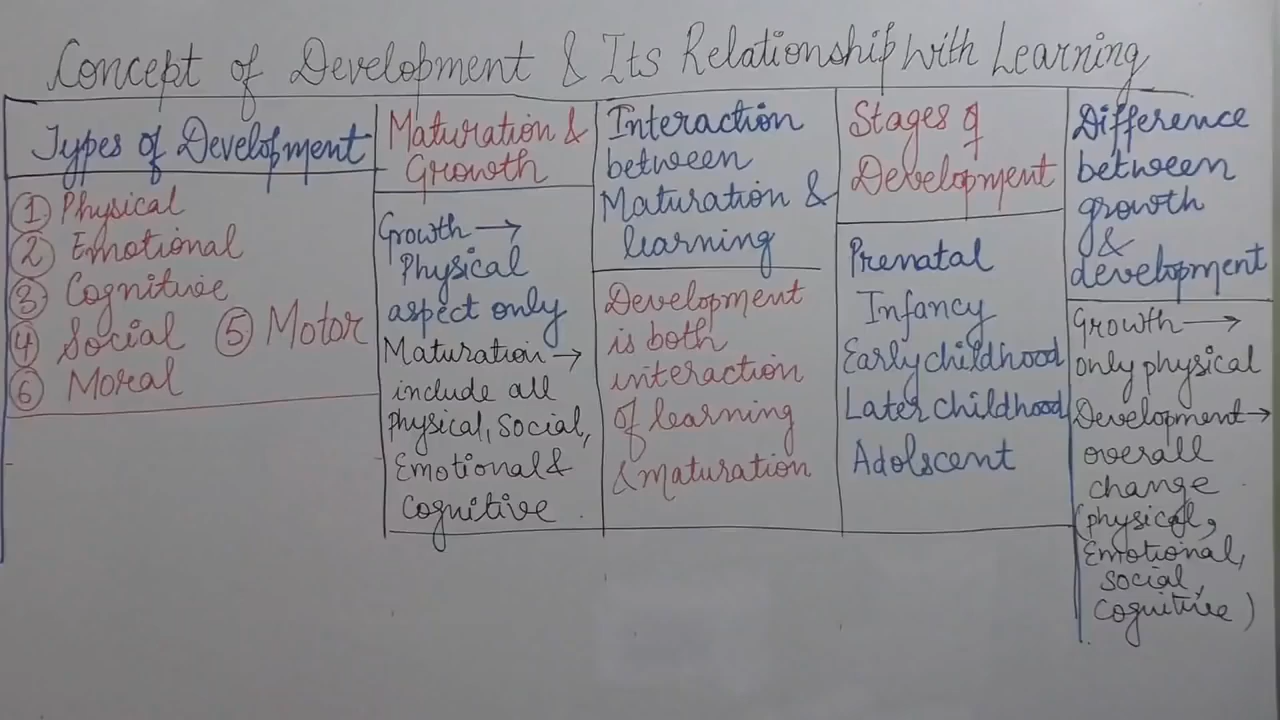 Concept of Development & Its Relationship with Learning
Types of Development
① Physical
② Emotional
③ Cognitive
④ Social ⑤ Motor
⑥ Moral
Maturation &
Growth
Growth →
Physical
aspect only
Maturation →
include all
Physical, Social,
Emotional &
Cognitive
Interaction
between
Maturation &
learning
Development
is both
interaction
of learning
& maturation
Stages of
Development
Prenatal
Infancy
Early childhood
Later childhood
Adolscent
Difference
between
growth
&
development
Growth →
only physical
Development →
overall
change
(physical,
Emotional,
social,
cognitive)